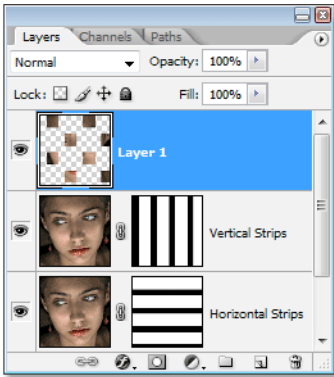 Layers Channels Paths
Normal Opacity: 100%
Lock: Fill: 100%
Layer 1
Vertical Strips
Horizontal Strips